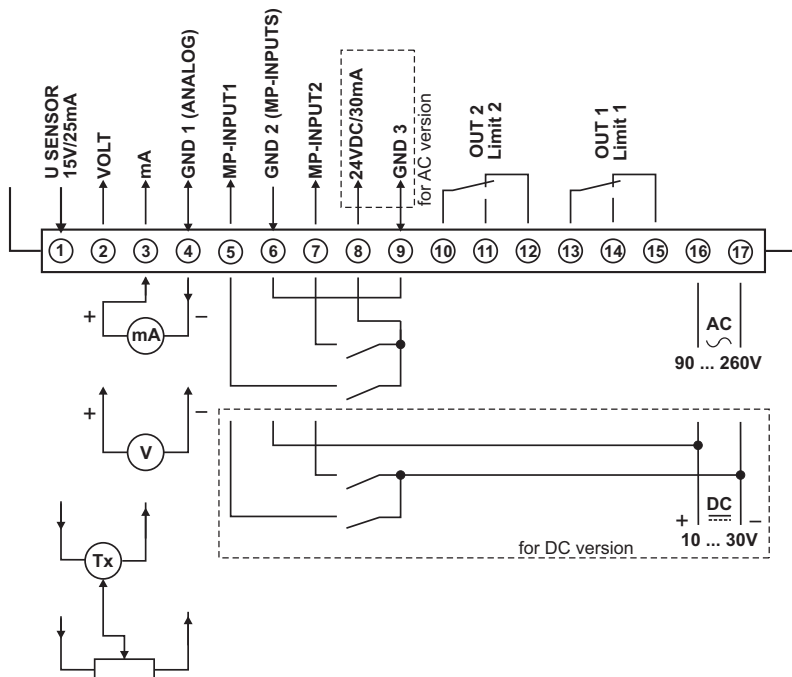 U SENSOR
15V/25mA
VOLT
mA
GND 1 (ANALOG)
MP-INPUT1
GND 2 (MP-INPUTS)
MP-INPUT2
24VDC/30mA
GND 3
for AC version
OUT 2
Limit 2
OUT 1
Limit 1
1 2 3 4 5 6 7 8 9 10 11 12 13 14 15 16 17
+ mA –
AC
90 ... 260V
+ V –
+ DC –
10 ... 30V
for DC version
Tx